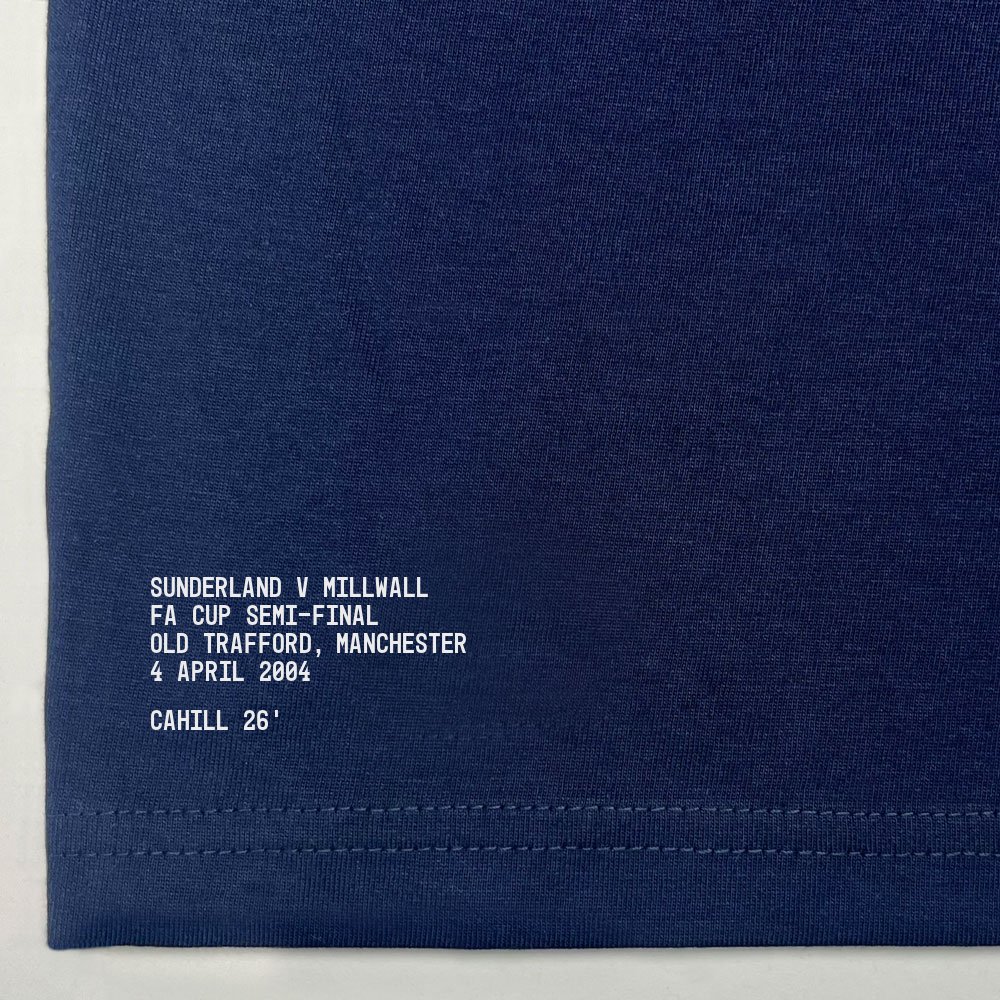 SUNDERLAND V MILLWALL
FA CUP SEMI-FINAL
OLD TRAFFORD, MANCHESTER
4 APRIL 2004
CAHILL 26'